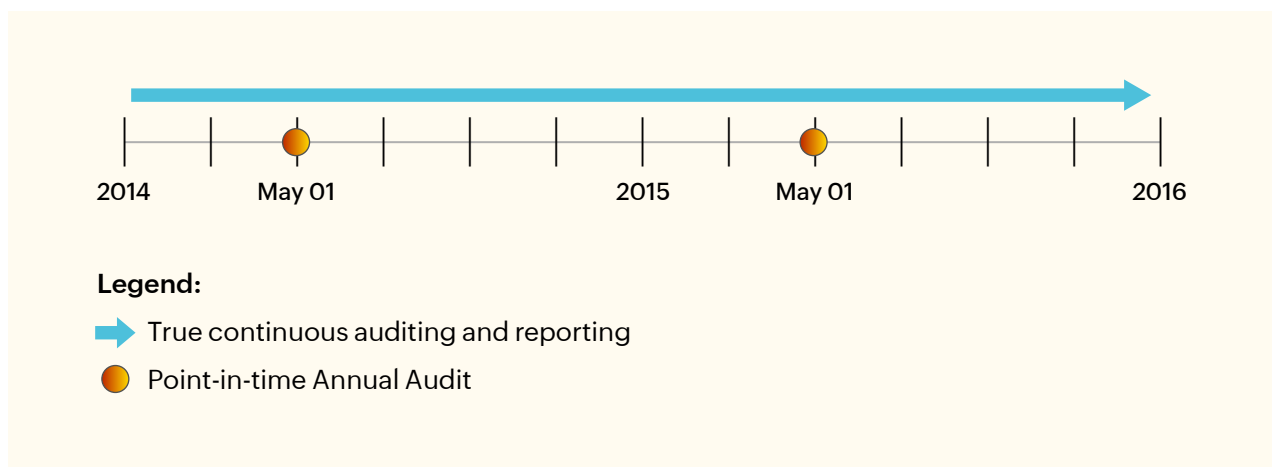 2014 May 01 2015 May 01 2016
Legend:
True continuous auditing and reporting
Point-in-time Annual Audit